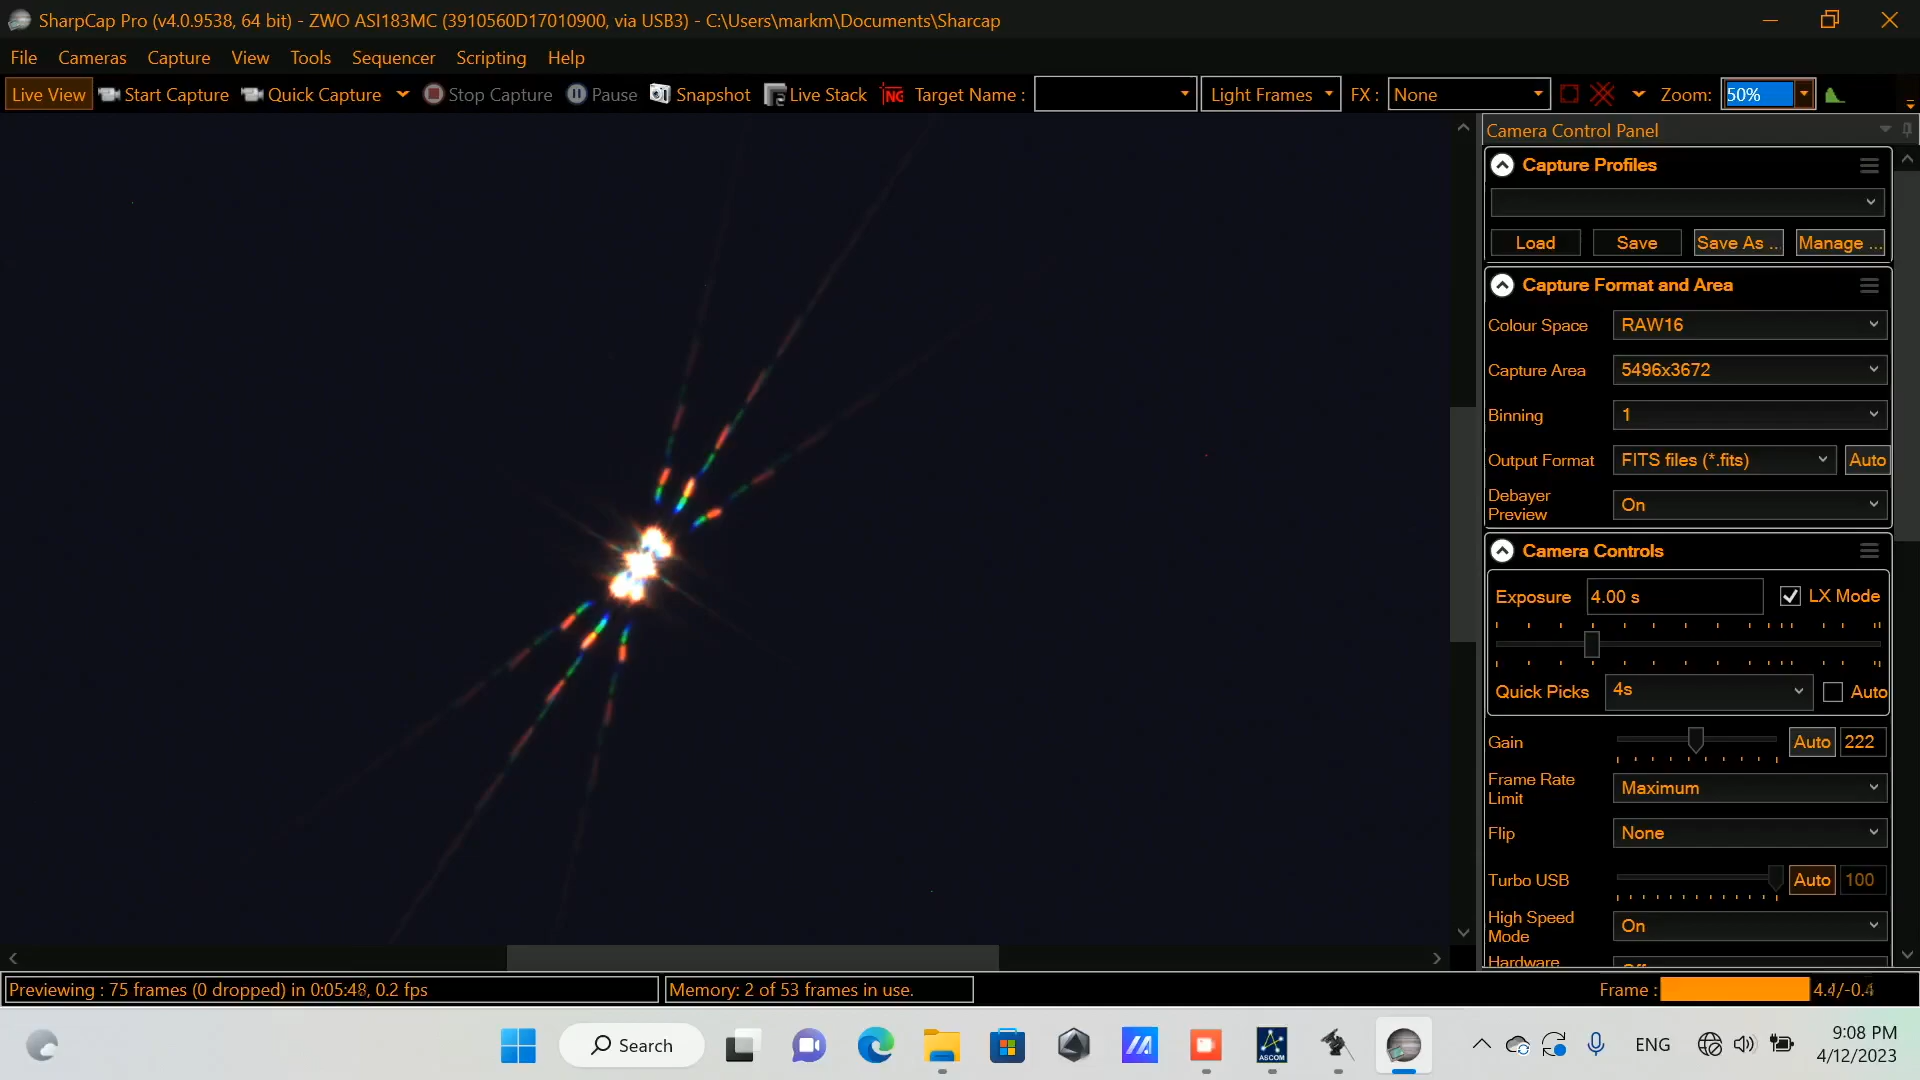 SharpCap Pro (v4.0.9538, 64 bit) - ZWO ASI183MC (3910560D17010900, via USB3) - C:\Users\markm\Documents\Sharcap
File Cameras Capture View Tools Sequencer Scripting Help
Live View Start Capture Quick Capture Stop Capture Pause Snapshot Live Stack Target Name : Light Frames FX : None Zoom: 50%
Camera Control Panel
Capture Profiles
Load Save Save As ... Manage ...
Capture Format and Area
Colour Space RAW16
Capture Area 5496x3672
Binning 1
Output Format FITS files (*.fits) Auto
Debayer Preview On
Camera Controls
Exposure 4.00 s LX Mode
Quick Picks 4s Auto
Gain Auto 222
Frame Rate Limit Maximum
Flip None
Turbo USB Auto 100
High Speed Mode On
Hardware
Previewing : 75 frames (0 dropped) in 0:05:48, 0.2 fps Memory: 2 of 53 frames in use. Frame :
Search ASCOM ENG 9:08 PM
4/12/2023